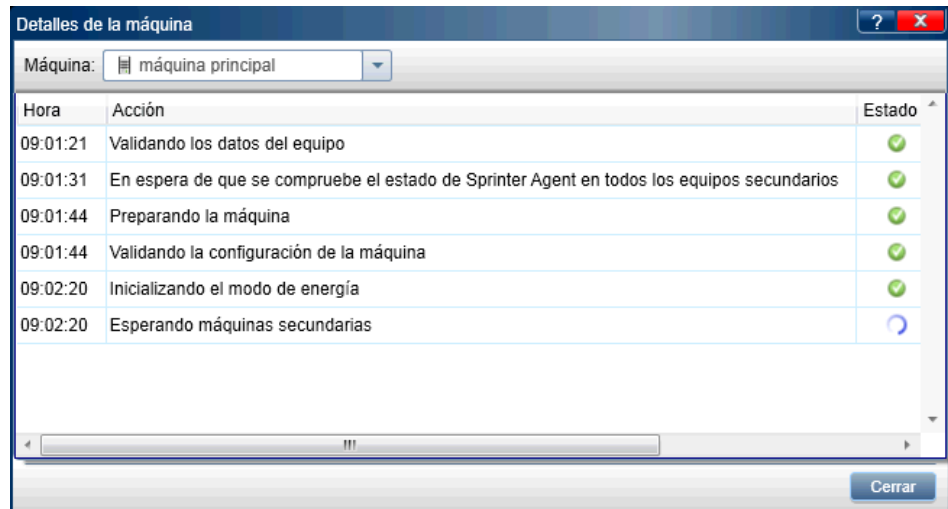 Detalles de la máquina
?
X
Máquina: máquina principal
Hora Acción Estado
09:01:21 Validando los datos del equipo
09:01:31 En espera de que se compruebe el estado de Sprinter Agent en todos los equipos secundarios
09:01:44 Preparando la máquina
09:01:44 Validando la configuración de la máquina
09:02:20 Inicializando el modo de energía
09:02:20 Esperando máquinas secundarias
Cerrar